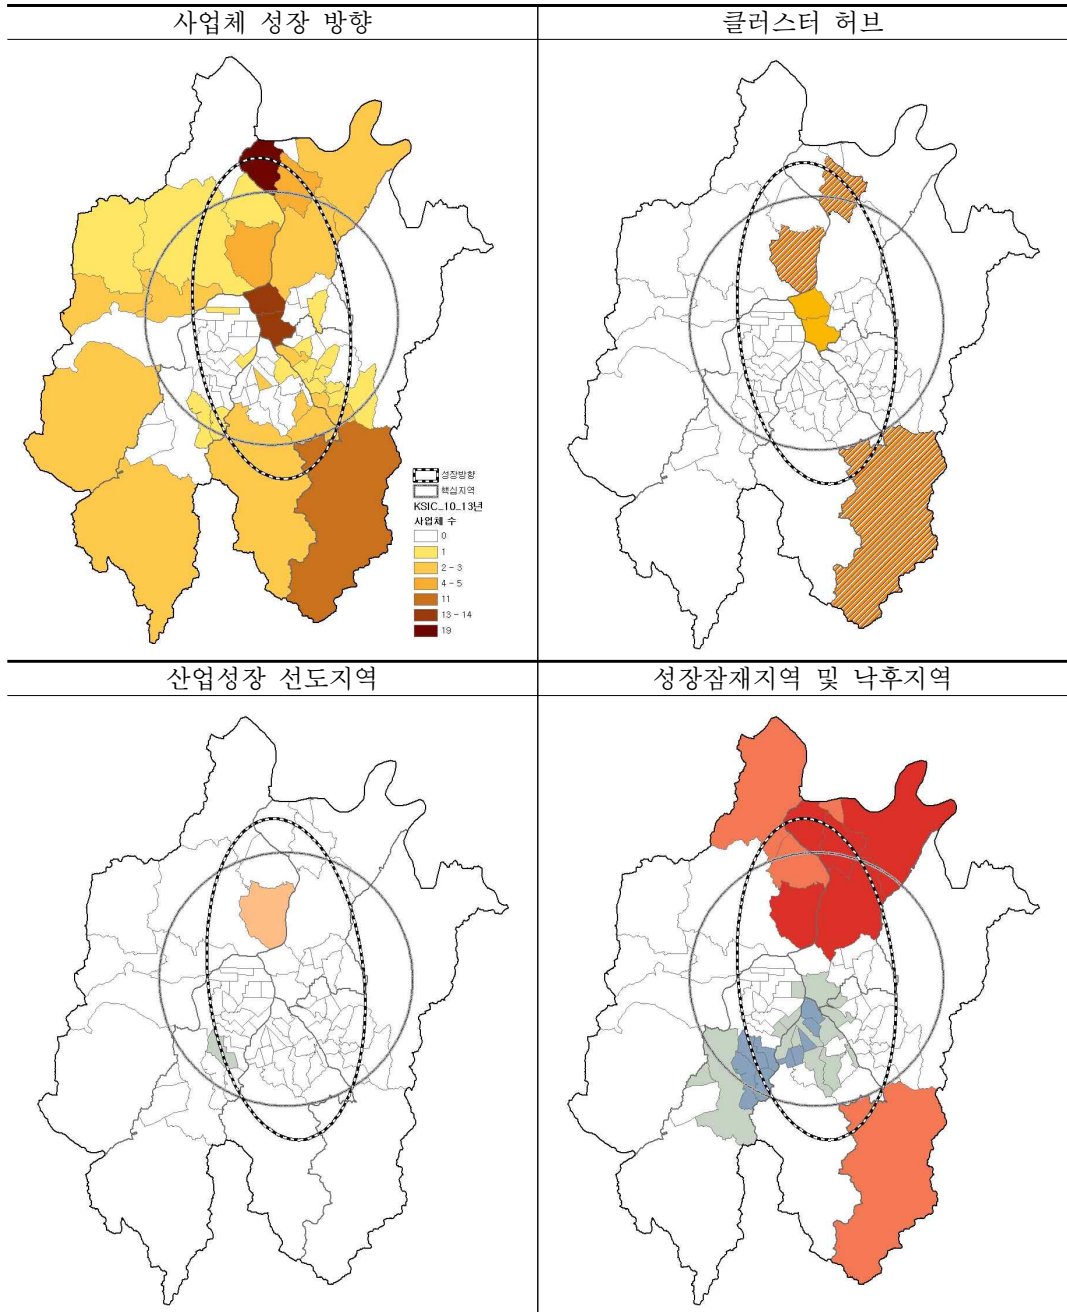 사업체 성장 방향
클러스터 허브
성장방향
핵심지역
KSIC_10_13년
사업체 수
0
1
2 - 3
4 - 5
11
13 - 14
19
산업성장 선도지역
성장잠재지역 및 낙후지역